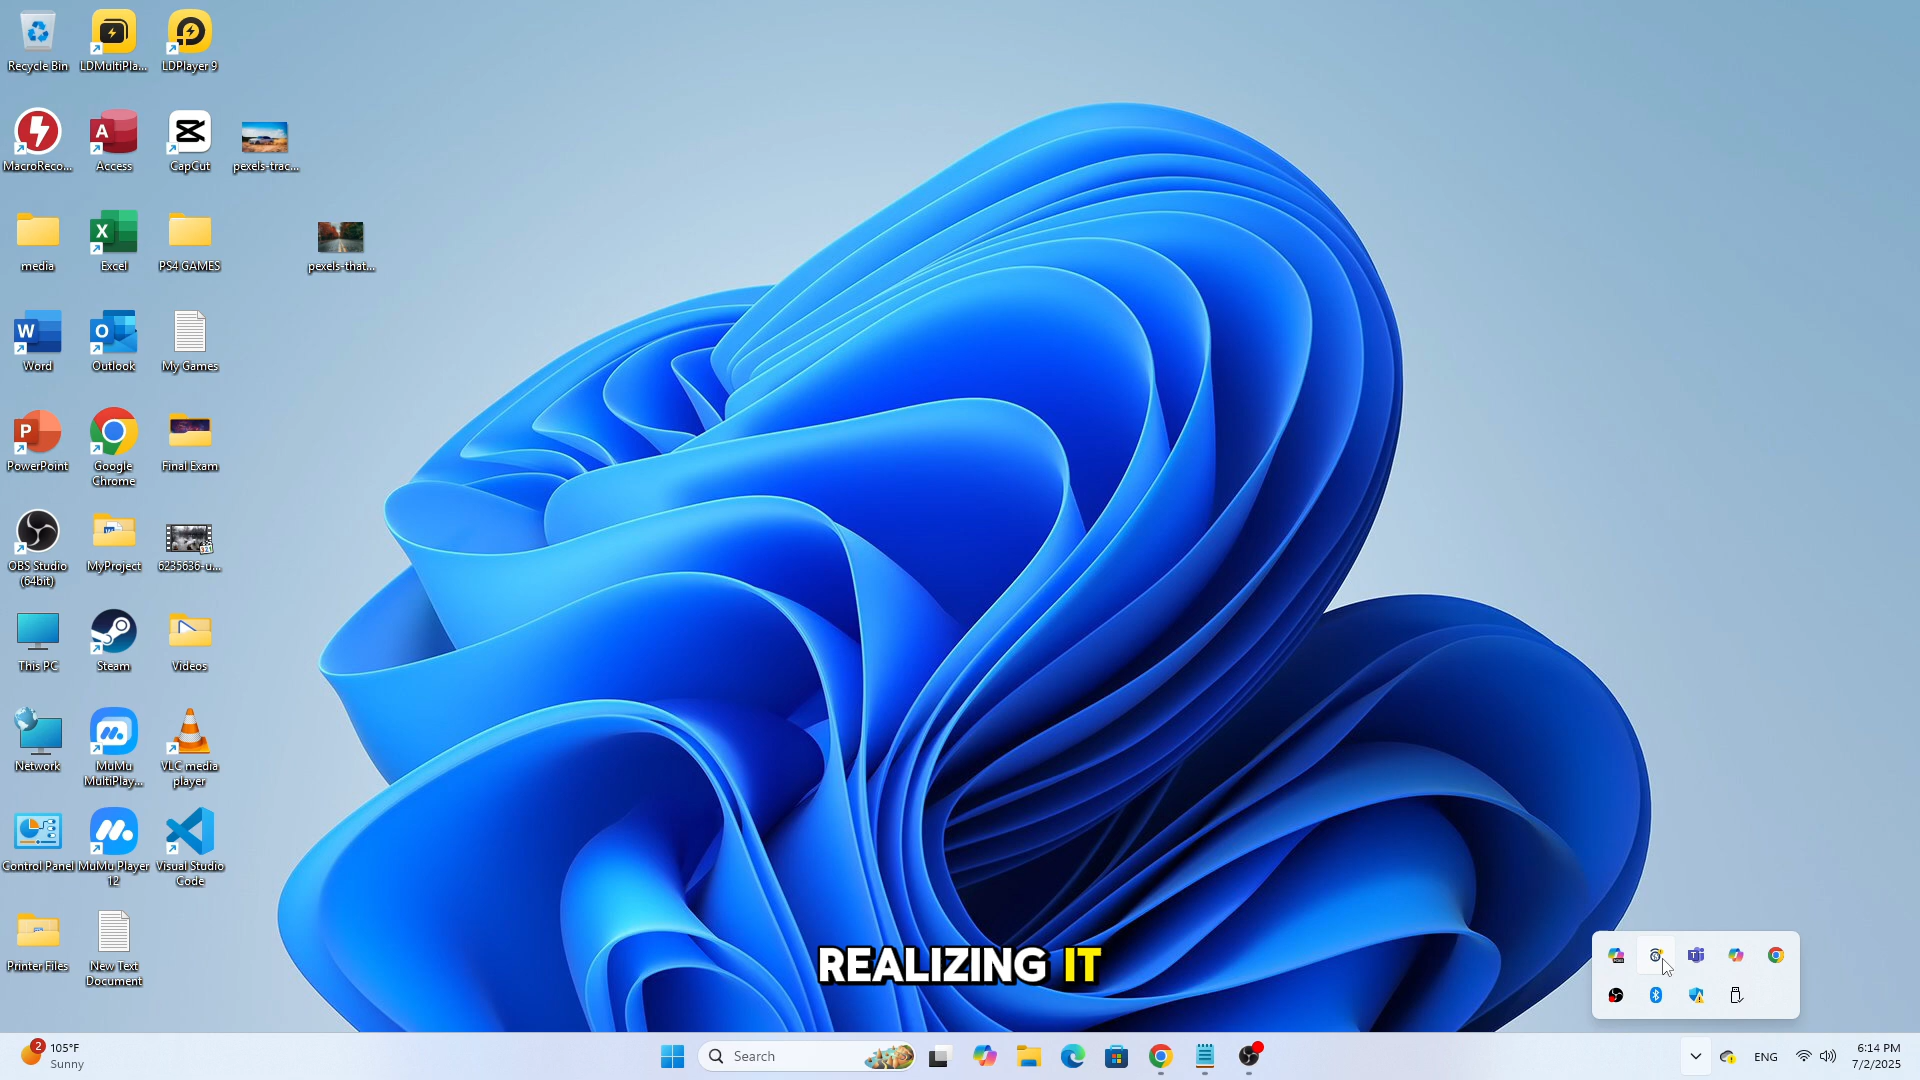 Recycle Bin
LDMultiPla...
LDPlayer 9
MacroReco...
Access
CapCut
pexels-trac...
media
Excel
PS4 GAMES
pexels-that...
Word
Outlook
My Games
PowerPoint
Google
Chrome
Final Exam
OBS Studio
(64bit)
MyProject
6235636-u...
This PC
Steam
Videos
Network
MuMu
MultiPlay...
VLC media
player
Control Panel
MuMu Player
12
Visual Studio
Code
Printer Files
New Text
Document
REALIZING IT
2
105°F
Sunny
Search
ENG
6:14 PM
7/2/2025